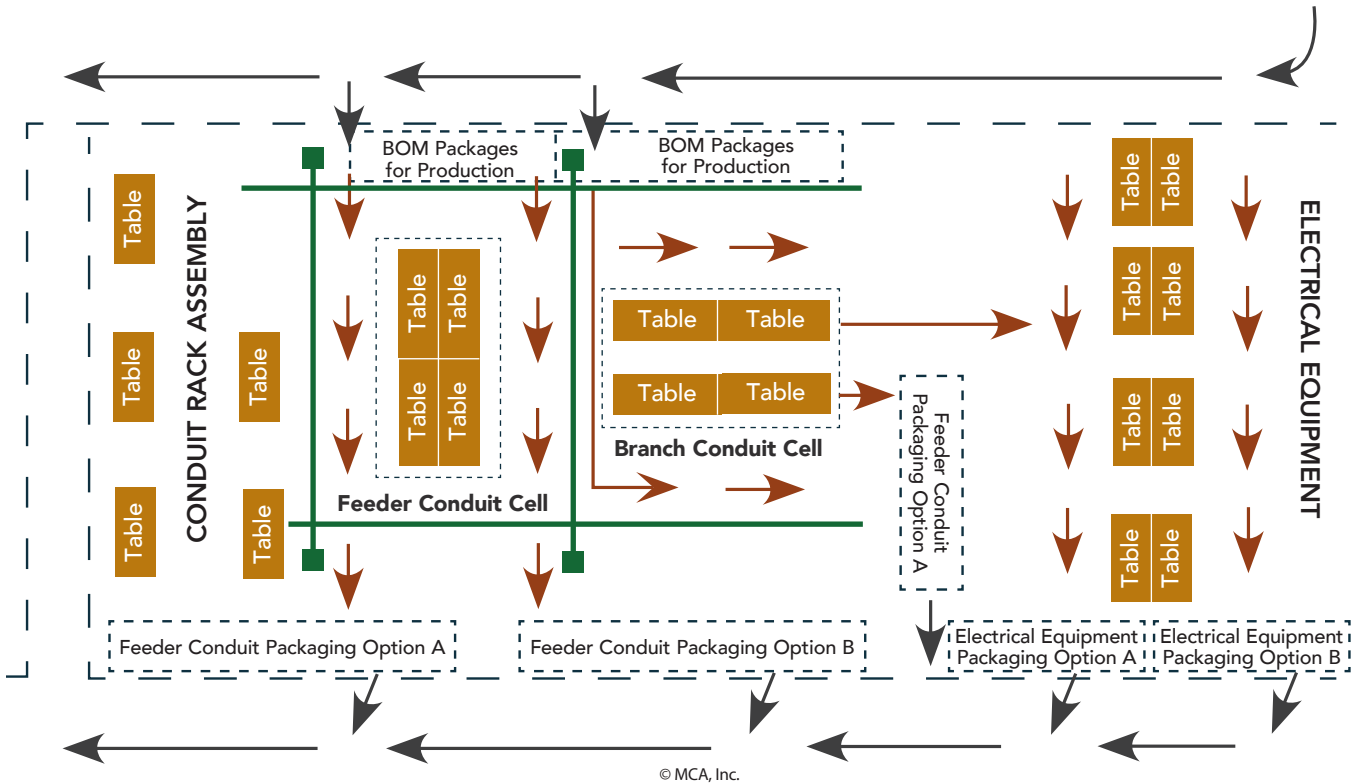 BOM Packages
for Production
BOM Packages
for Production
Table
Table
Table
Table
Table
CONDUIT RACK ASSEMBLY
Table
Table
Table
Table
Feeder Conduit Cell
Table
Table
Table
Table
Branch Conduit Cell
Feeder Conduit
Packaging Option A
Table
Table
Table
Table
Table
Table
Table
Table
ELECTRICAL EQUIPMENT
Feeder Conduit Packaging Option A
Feeder Conduit Packaging Option B
Electrical Equipment
Packaging Option A
Electrical Equipment
Packaging Option B
© MCA, Inc.